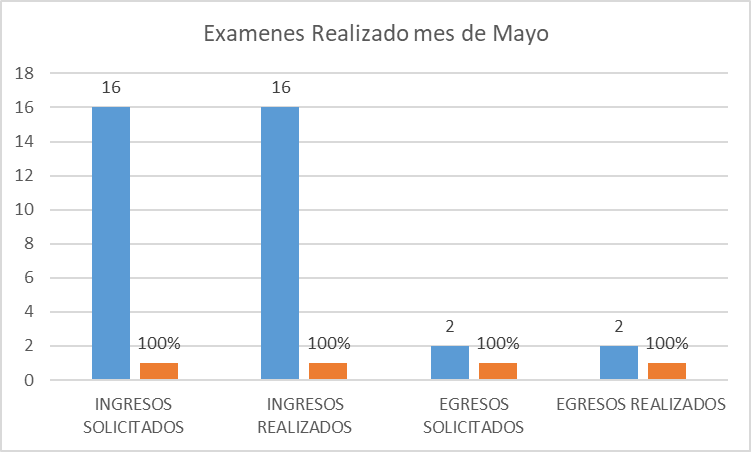 Examenes Realizado mes de Mayo
18
16
14
12
10
8
6
4
2
0
16
100%
16
100%
2
100%
2
100%
INGRESOS
SOLICITADOS
INGRESOS
REALIZADOS
EGRESOS
SOLICITADOS
EGRESOS REALIZADOS